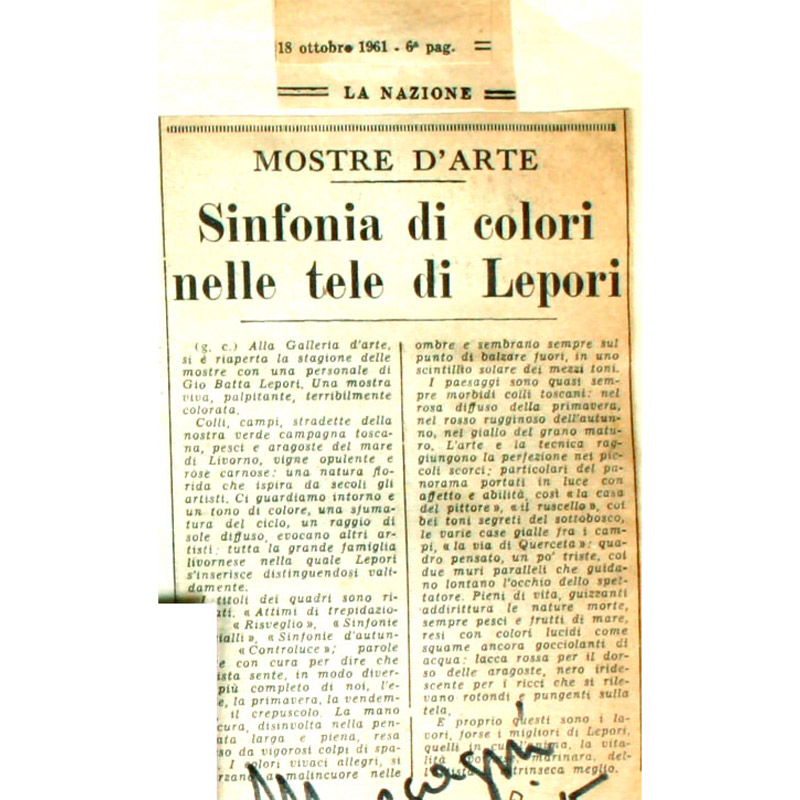 18 ottobre 1961 - 6ª pag.
LA NAZIONE
MOSTRE D'ARTE
Sinfonia di colori
nelle tele di Lepori
(g. c.) Alla Galleria d'arte,
si è riaperta la stagione delle
mostre con una personale di
Gio Batta Lepori. Una mostra
viva, palpitante, terribilmente
colorata.
Colli, campi, stradette della
nostra verde campagna tosca-
na, pesci e aragoste del mare
di Livorno, vigne opulente e
rose carnose: una natura flo-
rida che ispira da secoli gli
artisti. Ci guardiamo intorno e
un tono di colore, una sfuma-
tura del cielo, un raggio di
sole diffuso, evocano altri ar-
tisti: tutta la grande famiglia
livornese nella quale Lepori
s'inserisce distinguendosi vali-
damente.
I titoli dei quadri sono ri-
ati. « Attimi di trepidazio-
« Risveglio », « Sinfonie
ialli », « Sinfonie d'autun-
« Controluce »; parole
e con cura per dire che
ista sente, in modo diver-
più completo di noi, l'e-
e, la primavera, la vendem-
il crepuscolo. La mano
cura, disinvolta nella pen-
ata larga e piena, resa
so da vigorosi colpi di spa-
I colori vivaci allegri, si
rzano a malincuore nelle
ombre e sembrano sempre sul
punto di balzare fuori, in uno
scintillio solare dei mezzi toni.
I paesaggi sono quasi sem-
pre morbidi colli toscani: nel
rosa diffuso della primavera,
nel rosso rugginoso dell'autun-
no, nel giallo del grano matu-
ro. L'arte e la tecnica rag-
giungono la perfezione nei pic-
coli scorci; particolari del pa-
norama portati in luce con
affetto e abilità, così « la casa
del pittore », « il ruscello », coi
bei toni segreti del sottobosco,
le varie case gialle fra i cam-
pi, « la via di Querceta »: qua-
dro pensato, un po' triste, coi
due muri paralleli che guida-
no lontano l'occhio dello spet-
tatore. Pieni di vita, guizzanti
addirittura le nature morte,
sempre pesci e frutti di mare,
resi con colori lucidi come
squame ancora gocciolanti di
acqua: lacca rossa per il dor-
so delle aragoste, nero iride-
scente per i ricci che si rile-
vano rotondi e pungenti sulla
tela.
E proprio questi sono i la-
vori, forse i migliori di Lepori,
quelli in cui l'anima, la vita-
lità marinara, del-
l' trinseca meglio.